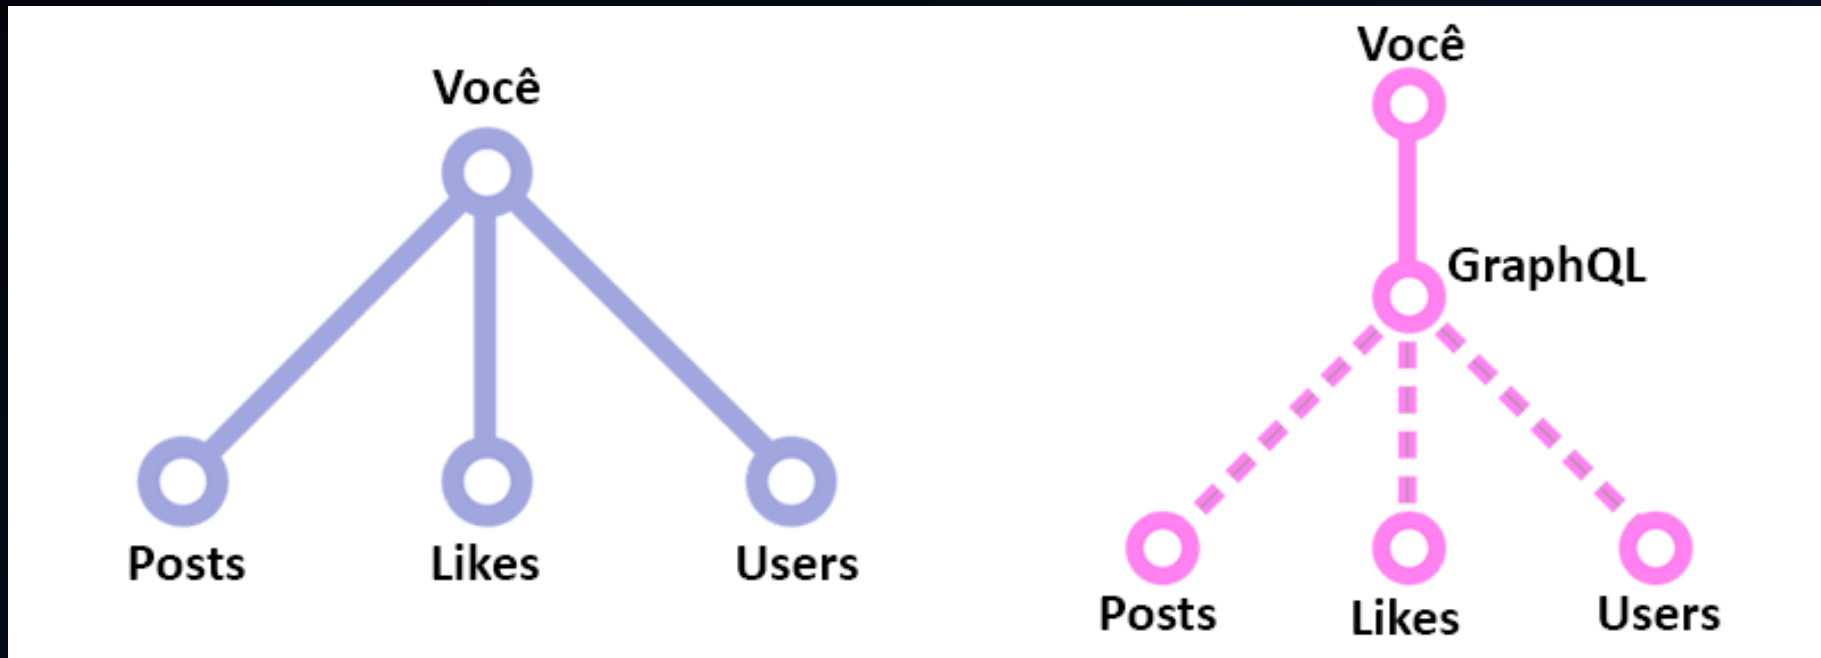 Você
Posts
Likes
Users
Você
GraphQL
Posts
Likes
Users